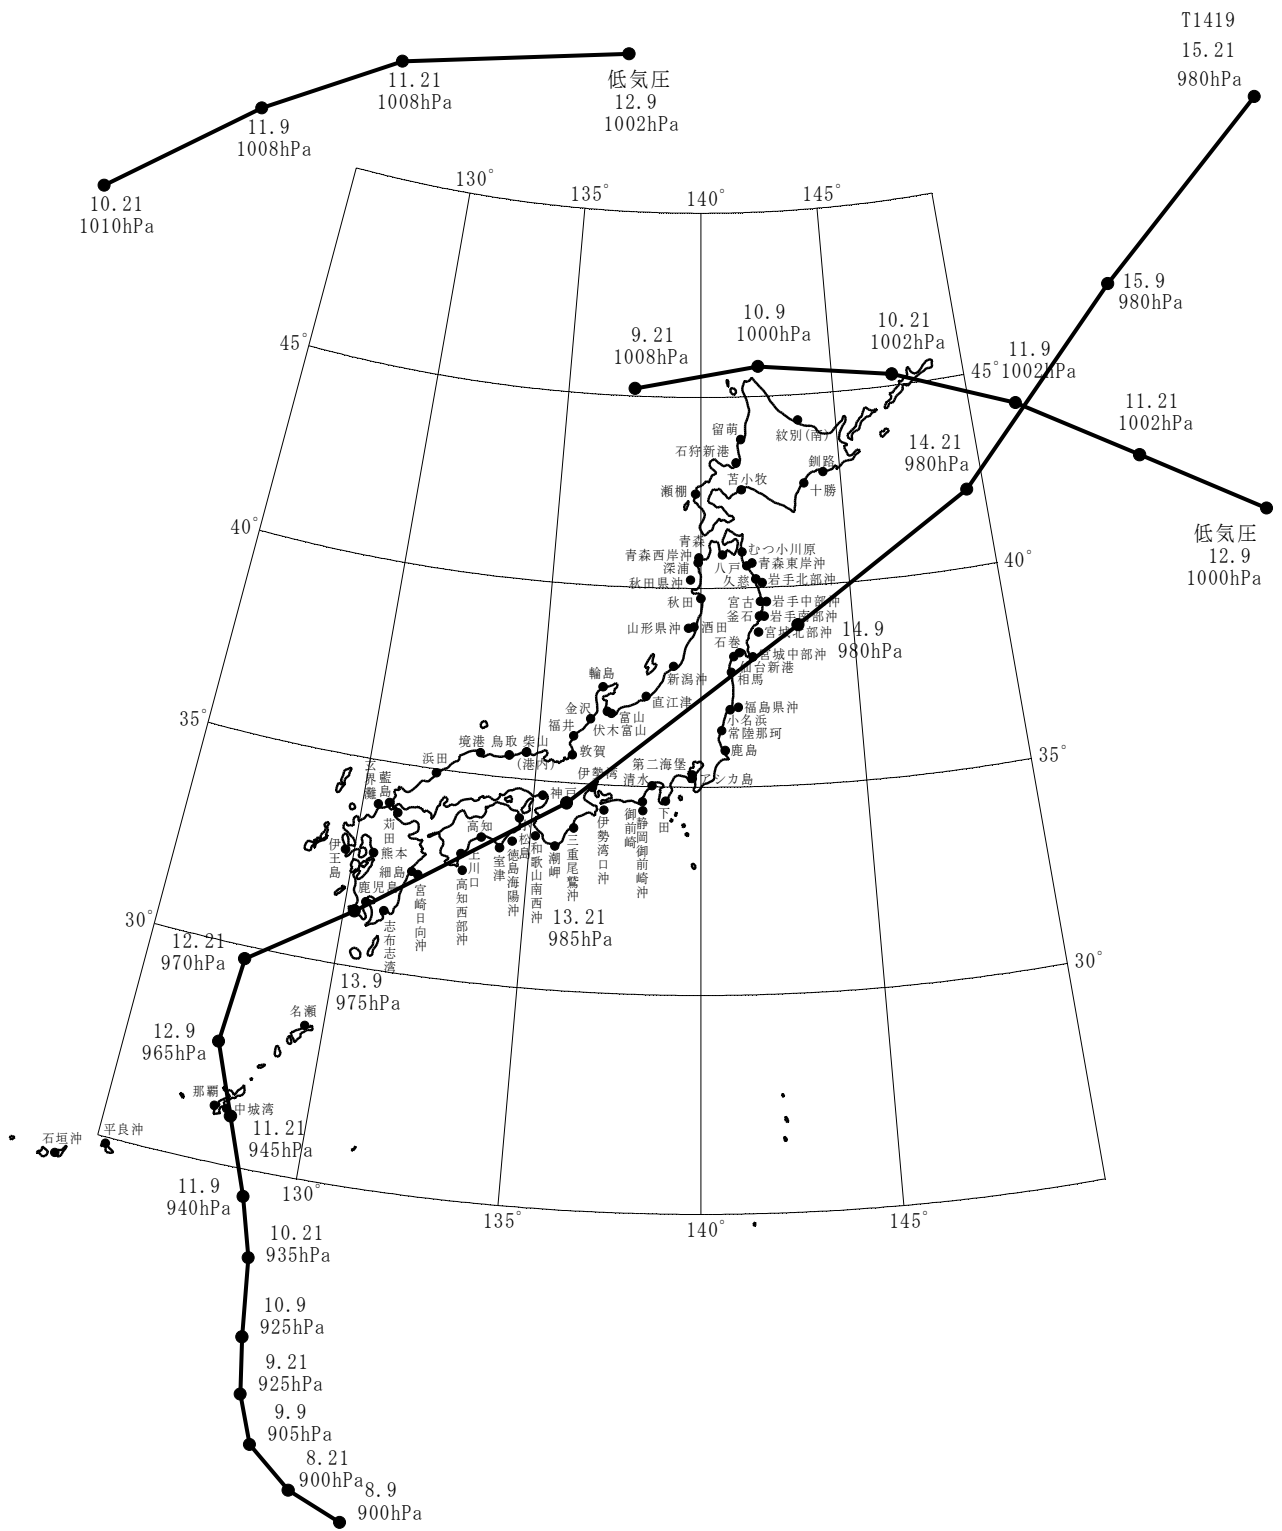 T1419
15.21
980hPa
11.21
1008hPa
低気圧
12.9
1002hPa
11.9
1008hPa
10.21
1010hPa
130°
135°
140°
145°
15.9
980hPa
9.21
1008hPa
10.9
1000hPa
10.21
1002hPa
45°
45°
11.9
1002hPa
11.21
1002hPa
14.21
980hPa
低気圧
12.9
1000hPa
留萌
紋別(南)
石狩新港
釧路
苫小牧
瀬棚
十勝
40°
40°
青森
むつ小川原
青森西岸沖
八戸
青森東岸沖
深浦
久慈
岩手北部沖
秋田県沖
秋田
宮古
岩手中部沖
釜石
岩手南部沖
山形県沖
酒田
宮城北部沖
14.9
980hPa
石巻
宮城中部沖
仙台新港
相馬
輪島
新潟沖
直江津
金沢
富山
福井
伏木富山
福島県沖
小名浜
常陸那珂
鹿島
35°
35°
境港
鳥取
柴山
(港内)
敦賀
浜田
伊勢湾
第二海堡
清水
アシカ島
玄界灘
藍島
神戸
苅田
高知
小松島
御前崎
静岡御前崎沖
下田
伊勢湾口沖
三重尾鷲沖
潮岬
和歌山南西沖
徳島海陽沖
室津
上川口
高知西部沖
伊王島
熊本
細島
鹿児島
宮崎日向沖
志布志湾
30°
30°
13.21
985hPa
12.21
970hPa
13.9
975hPa
名瀬
12.9
965hPa
那覇
中城湾
石垣沖
平良沖
11.21
945hPa
11.9
940hPa
130°
135°
140°
145°
10.21
935hPa
10.9
925hPa
9.21
925hPa
9.9
905hPa
8.21
900hPa
8.9
900hPa